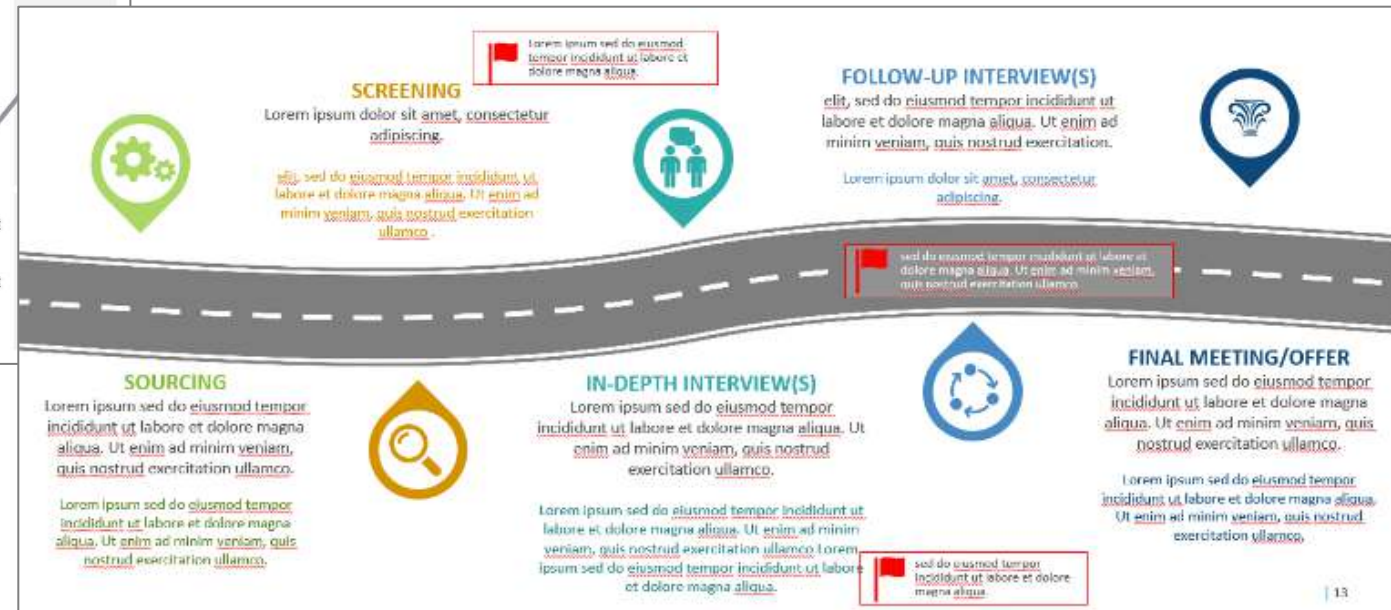 Lorem ipsum sed do eiusmod
tempor incididunt ut labore et
dolore magna aliqua.
SCREENING
Lorem ipsum dolor sit amet, consectetur
adipiscing.
elit, sed do eiusmod tempor incididunt ut
labore et dolore magna aliqua. Ut enim ad
minim veniam, quis nostrud exercitation
ullamco .
FOLLOW-UP INTERVIEW(S)
elit, sed do eiusmod tempor incididunt ut
labore et dolore magna aliqua. Ut enim ad
minim veniam, quis nostrud exercitation.
Lorem ipsum dolor sit amet, consectetur
adipiscing.
sed do eiusmod tempor incididunt ut labore et
dolore magna aliqua. Ut enim ad minim veniam,
quis nostrud exercitation ullamco
SOURCING
Lorem ipsum sed do eiusmod tempor
incididunt ut labore et dolore magna
aliqua. Ut enim ad minim veniam,
quis nostrud exercitation ullamco.
Lorem ipsum sed do eiusmod tempor
incididunt ut labore et dolore magna
aliqua. Ut enim ad minim veniam, quis
nostrud exercitation ullamco.
IN-DEPTH INTERVIEW(S)
Lorem ipsum sed do eiusmod tempor
incididunt ut labore et dolore magna aliqua. Ut
enim ad minim veniam, quis nostrud
exercitation ullamco.
Lorem ipsum sed do eiusmod tempor incididunt ut
labore et dolore magna aliqua. Ut enim ad minim
veniam, quis nostrud exercitation ullamco Lorem
ipsum sed do eiusmod tempor incididunt ut labore
et dolore magna aliqua.
sed do eiusmod tempor
incididunt ut labore et dolore
magna aliqua.
FINAL MEETING/OFFER
Lorem ipsum sed do eiusmod tempor
incididunt ut labore et dolore magna
aliqua. Ut enim ad minim veniam, quis
nostrud exercitation ullamco.
Lorem ipsum sed do eiusmod tempor
incididunt ut labore et dolore magna aliqua.
Ut enim ad minim veniam, quis nostrud
exercitation ullamco.
| 13